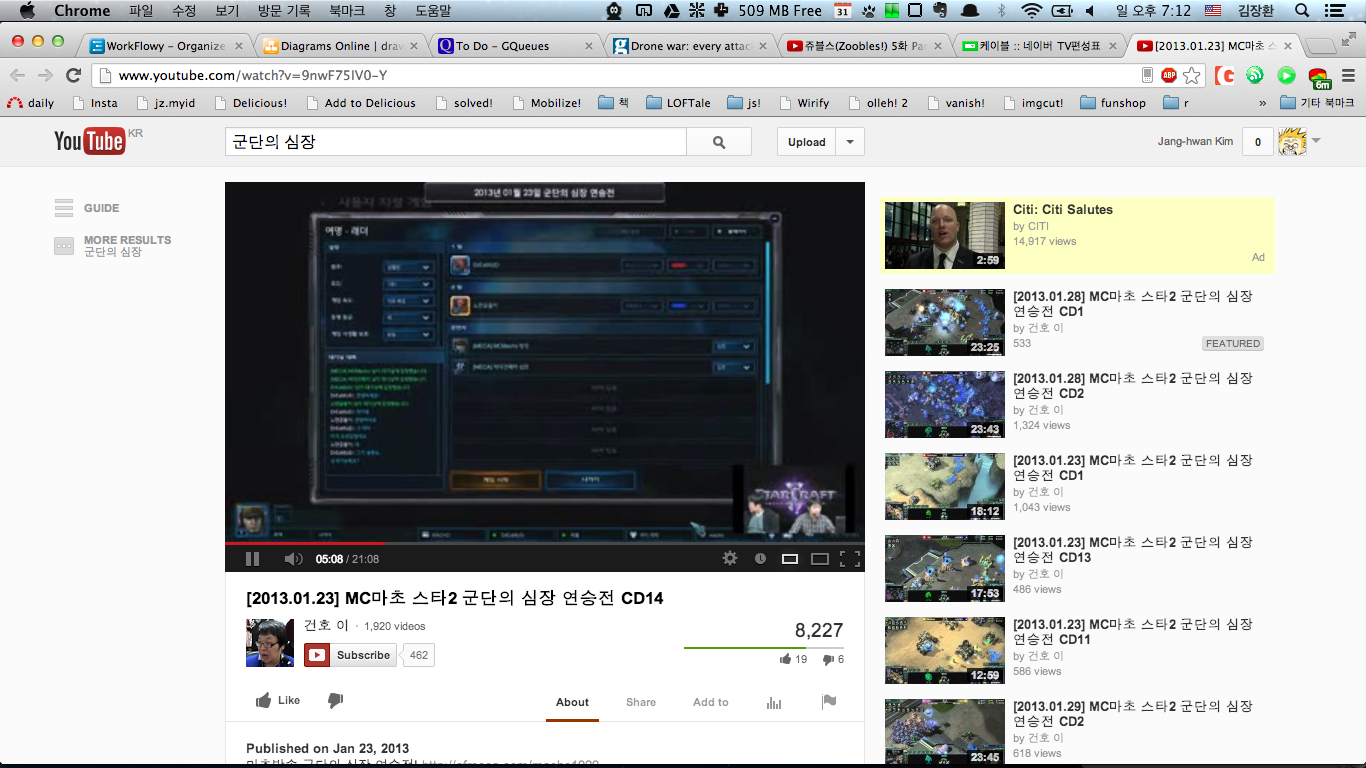 Chrome 파일 수정 보기 방문 기록 북마크 창 도움말 509 MB Free 31 일 오후 7:12 김장환
WorkFlowy – Organize
Diagrams Online | draw
To Do – GQueues
Drone war: every attac
쥬블스(Zoobles!) 5화 Par
케이블 :: 네이버 TV편성표
[2013.01.23] MC마초 스
www.youtube.com/watch?v=9nwF75IV0-Y
ABP
6m
daily Insta jz.myid Delicious! Add to Delicious solved! Mobilize! 책 LOFTale js! Wirify olleh! 2 vanish! imgcut! funshop r » 기타 북마크
YouTube KR
군단의 심장
Upload
Jang-hwan Kim 0
GUIDE
MORE RESULTS
군단의 심장
2013년 01월 23일 군단의 심장 연승전
여명 - 래더
STARCRAFT
05:08 / 21:08
[2013.01.23] MC마초 스타2 군단의 심장 연승전 CD14
건호 이 · 1,920 videos
Subscribe 462
8,227
19 6
Like
About Share Add to
Published on Jan 23, 2013
Citi: Citi Salutes
by CITI
14,917 views
2:59
Ad
[2013.01.28] MC마초 스타2 군단의 심장
연승전 CD1
by 건호 이
533
23:25
FEATURED
[2013.01.28] MC마초 스타2 군단의 심장
연승전 CD2
by 건호 이
1,324 views
23:43
[2013.01.23] MC마초 스타2 군단의 심장
연승전 CD1
by 건호 이
1,043 views
18:12
[2013.01.23] MC마초 스타2 군단의 심장
연승전 CD13
by 건호 이
486 views
17:53
[2013.01.23] MC마초 스타2 군단의 심장
연승전 CD11
by 건호 이
586 views
12:59
[2013.01.29] MC마초 스타2 군단의 심장
연승전 CD2
by 건호 이
618 views
23:45